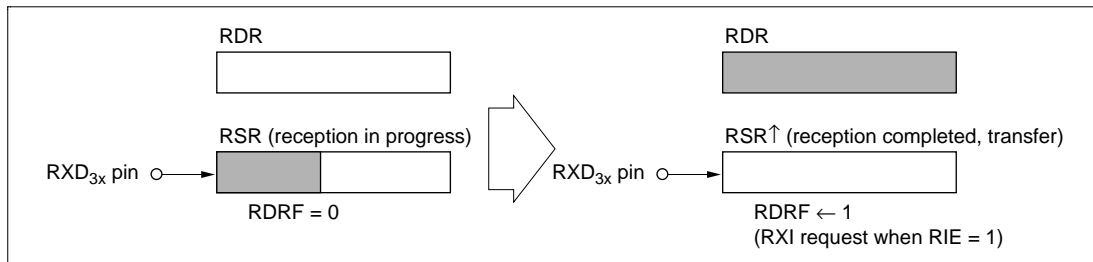 RDR
RSR (reception in progress)
RXD3x pin
RDRF = 0
RDR
RSR↑ (reception completed, transfer)
RXD3x pin
RDRF ← 1
(RXI request when RIE = 1)